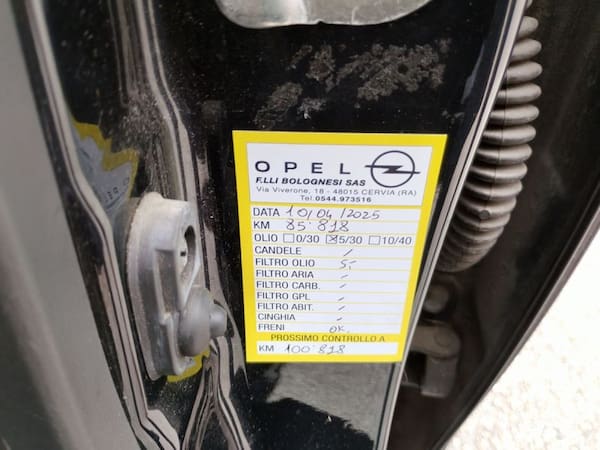 OPEL
F.LLI BOLOGNESI SAS
Via Viverone, 18 - 48015 CERVIA (RA)
Tel.0544.973516
DATA 10/04/2025
KM 85'818
OLIO 0/30 5/30 10/40
CANDELE /
FILTRO OLIO S-
FILTRO ARIA -
FILTRO CARB. -
FILTRO GPL -
FILTRO ABIT. -
CINGHIA -
FRENI OK.
PROSSIMO CONTROLLO A
KM 100'818